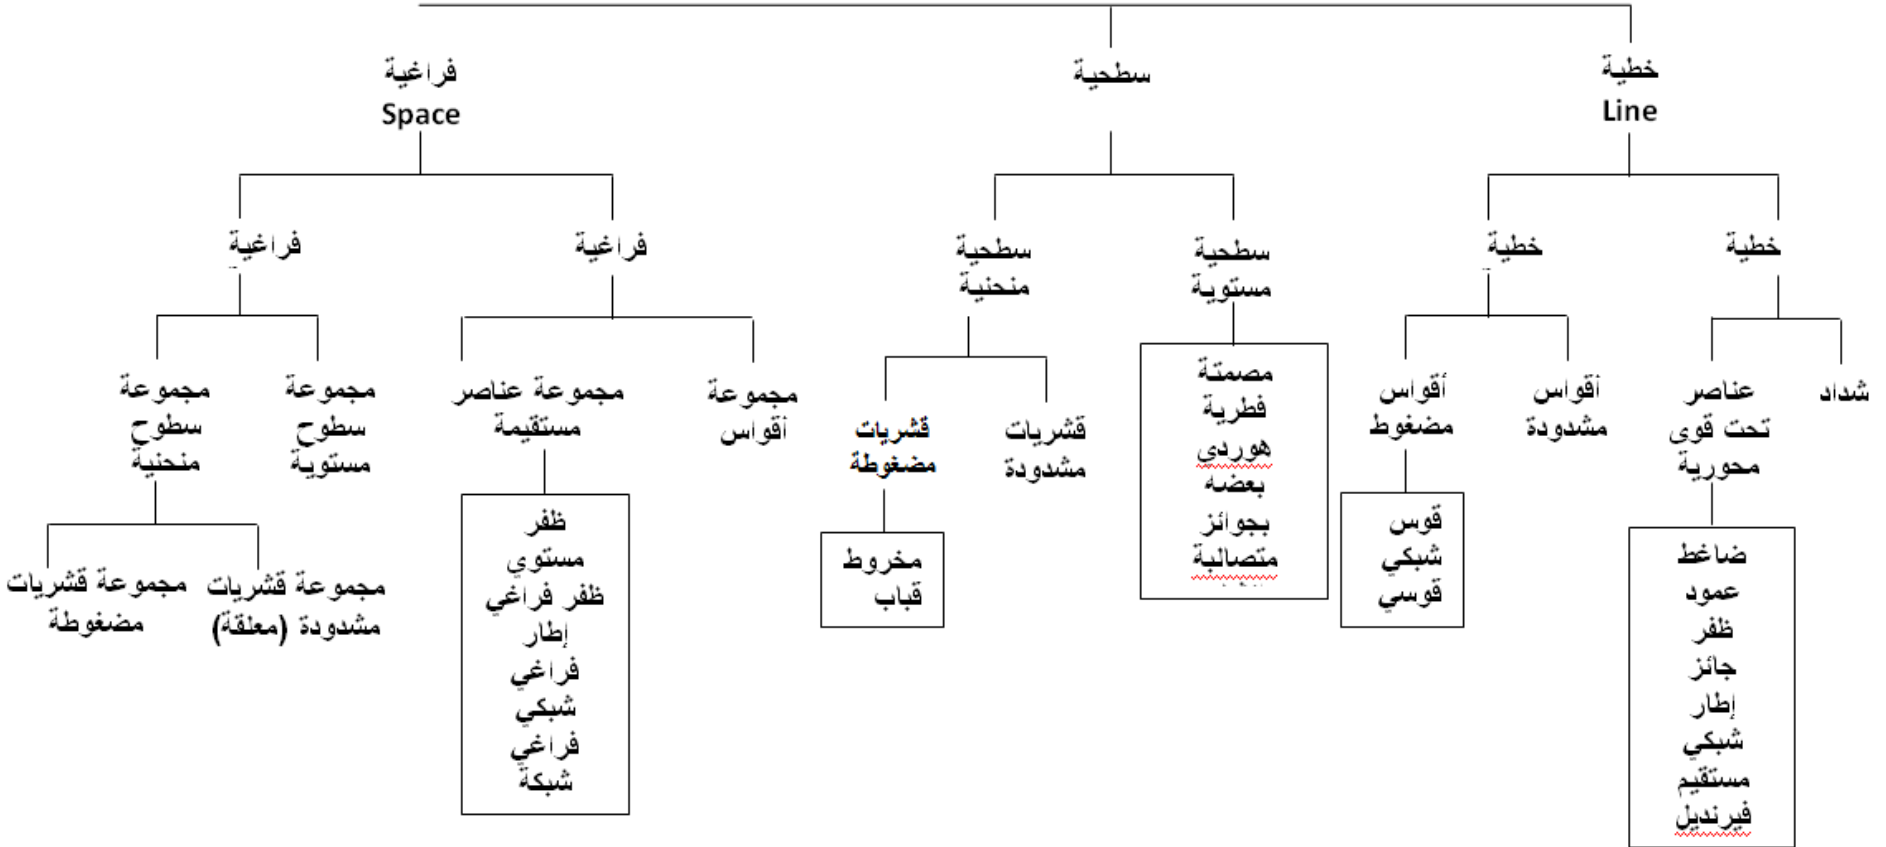 خطية
Line
سطحية
فراغية
Space
خطية
خطية
سطحية
مستوية
سطحية
منحنية
فراغية
فراغية
شداد
عناصر
تحت قوى
محورية
أقواس
مشدودة
أقواس
مضغوط
مصمتة
فطرية
هوردي
بعضه
بجوائز
متصالبة
قشريات
مشدودة
قشريات
مضغوطة
مجموعة
أقواس
مجموعة عناصر
مستقيمة
مجموعة
سطوح
مستوية
مجموعة
سطوح
منحنية
ضاغط
عمود
ظفر
جائز
إطار
شبكي
مستقيم
فيرنديل
قوس
شبكي
قوسي
مخروط
قباب
ظفر
مستوي
ظفر فراغي
إطار
فراغي
شبكي
فراغي
شبكة
مجموعة قشريات
مشدودة (معلقة)
مجموعة قشريات
مضغوطة